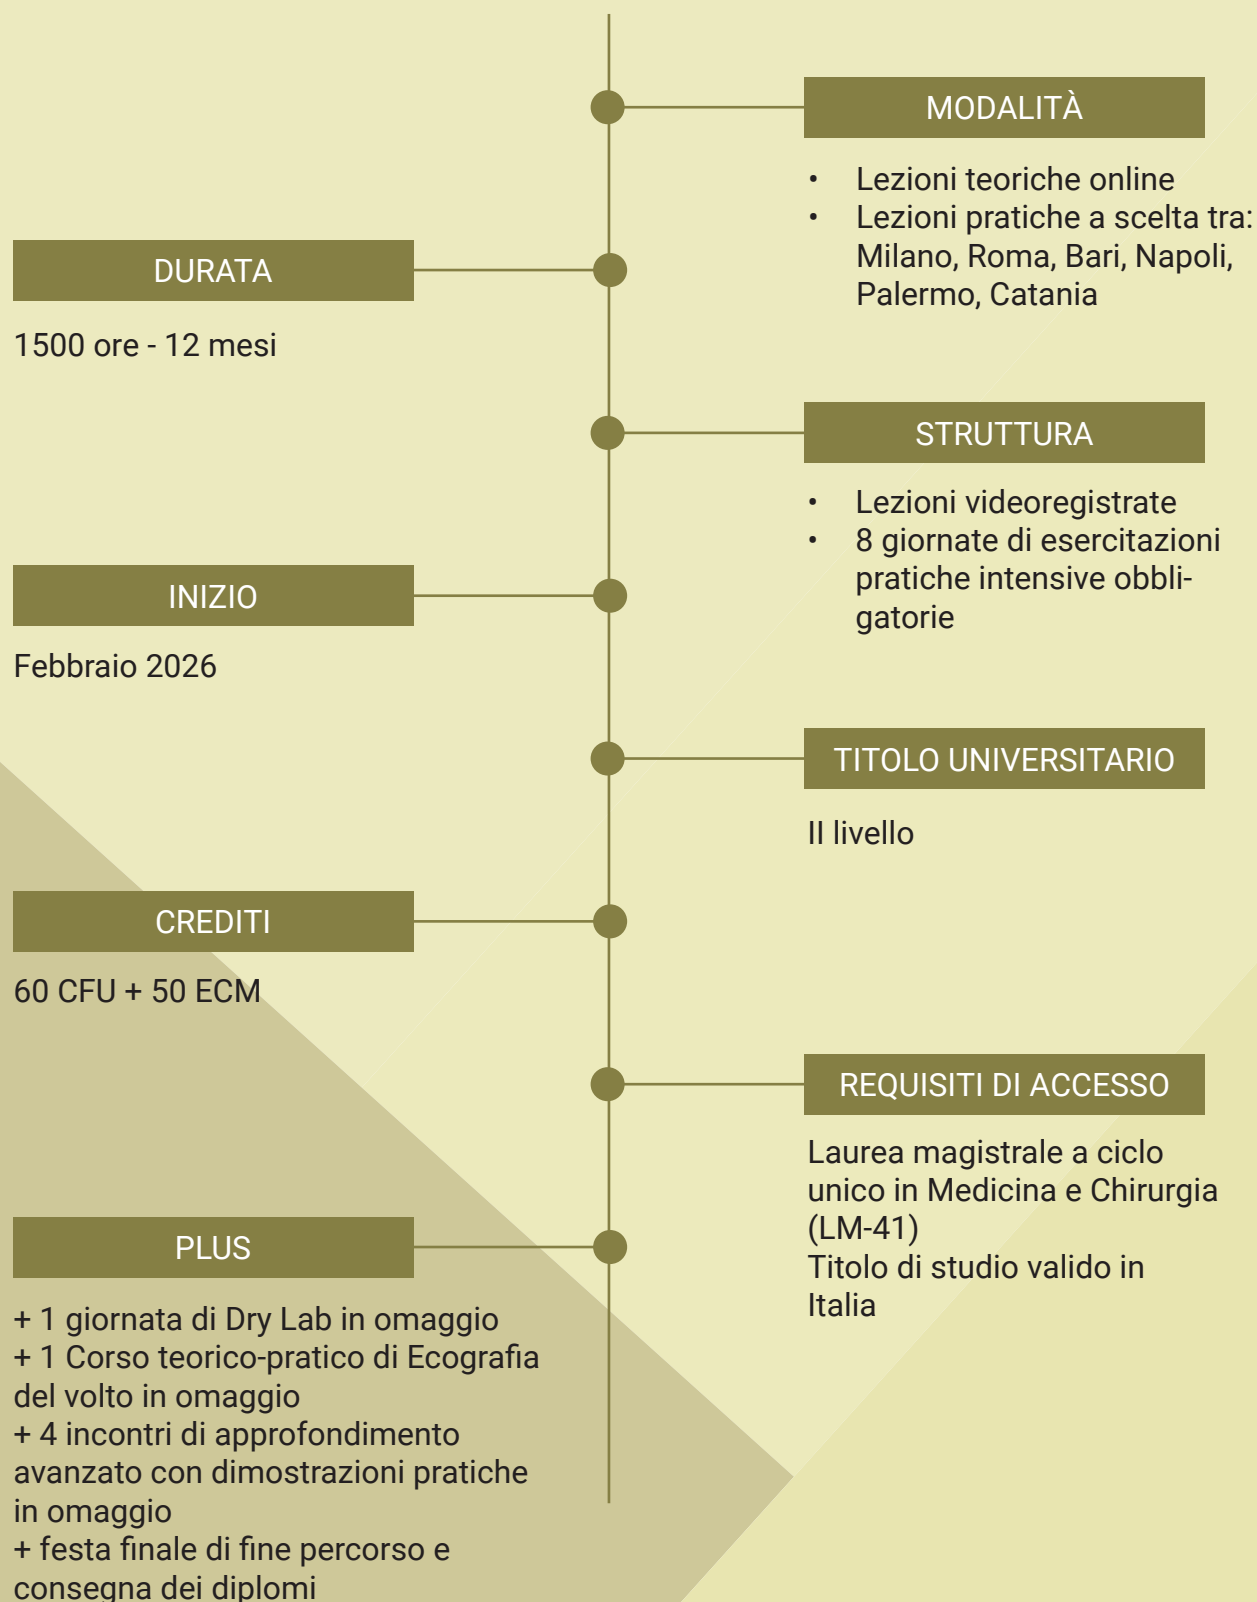 MODALITÀ
• Lezioni teoriche online
• Lezioni pratiche a scelta tra:
Milano, Roma, Bari, Napoli,
Palermo, Catania
DURATA
1500 ore - 12 mesi
STRUTTURA
• Lezioni videoregistrate
• 8 giornate di esercitazioni
pratiche intensive obbli-
gatorie
INIZIO
Febbraio 2026
TITOLO UNIVERSITARIO
II livello
CREDITI
60 CFU + 50 ECM
REQUISITI DI ACCESSO
Laurea magistrale a ciclo
unico in Medicina e Chirurgia
(LM-41)
Titolo di studio valido in
Italia
PLUS
+ 1 giornata di Dry Lab in omaggio
+ 1 Corso teorico-pratico di Ecografia
del volto in omaggio
+ 4 incontri di approfondimento
avanzato con dimostrazioni pratiche
in omaggio
+ festa finale di fine percorso e
consegna dei diplomi